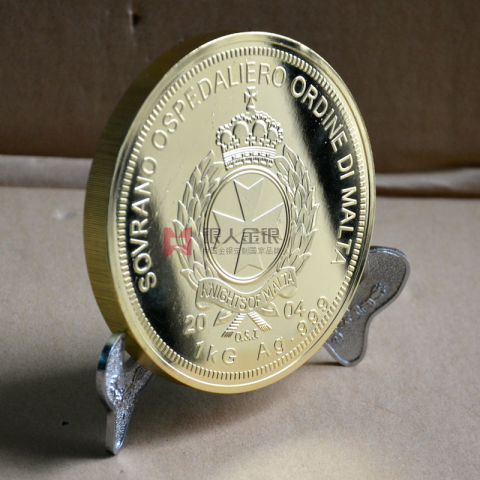 SOVRANO OSPEDALIERO ORDINE DI MALTA
银人金银
KNIGHTS OF MALTA
20 04
O.S.J.
1KG Ag.999